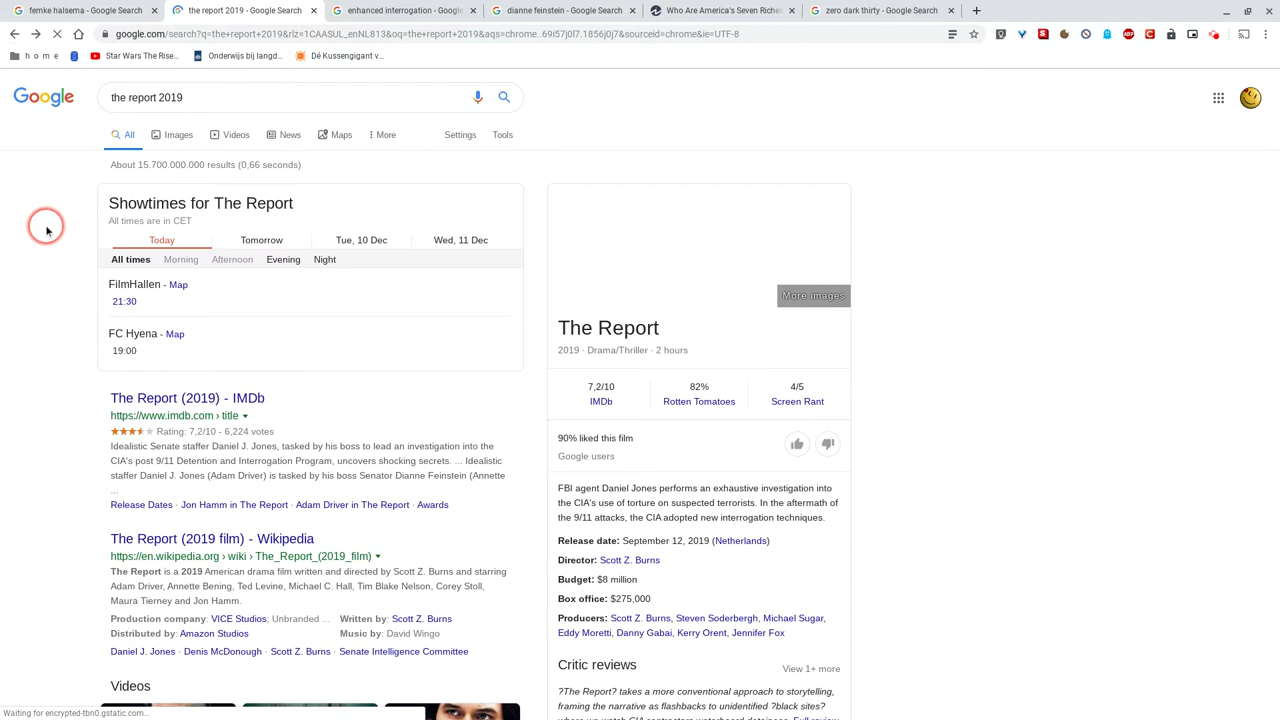 femke halsema - Google Search
the report 2019 - Google Search
enhanced interrogation - Google
dianne feinstein - Google Search
Who Are America's Seven Riches
zero dark thirty - Google Search
google.com/search?q=the+report+2019&rlz=1CAASUL_enNL813&oq=the+report+2019&aqs=chrome..69i57j0l7.1856j0j7&sourceid=chrome&ie=UTF-8
h o m e
Star Wars The Rise...
Onderwijs bij langd...
Dé Kussengigant v...
Google
the report 2019
All
Images
Videos
News
Maps
More
Settings
Tools
About 15.700.000.000 results (0,66 seconds)
Showtimes for The Report
All times are in CET
Today
Tomorrow
Tue, 10 Dec
Wed, 11 Dec
All times
Morning
Afternoon
Evening
Night
FilmHallen - Map
21:30
FC Hyena - Map
19:00
The Report (2019) - IMDb
https://www.imdb.com › title
Rating: 7,2/10 - 6,224 votes
Idealistic Senate staffer Daniel J. Jones, tasked by his boss to lead an investigation into the
CIA's post 9/11 Detention and Interrogation Program, uncovers shocking secrets. ... Idealistic
staffer Daniel J. Jones (Adam Driver) is tasked by his boss Senator Dianne Feinstein (Annette
...
Release Dates · Jon Hamm in The Report · Adam Driver in The Report · Awards
The Report (2019 film) - Wikipedia
https://en.wikipedia.org › wiki › The_Report_(2019_film)
The Report is a 2019 American drama film written and directed by Scott Z. Burns and starring
Adam Driver, Annette Bening, Ted Levine, Michael C. Hall, Tim Blake Nelson, Corey Stoll,
Maura Tierney and Jon Hamm.
Production company: VICE Studios; Unbranded ...
Written by: Scott Z. Burns
Distributed by: Amazon Studios
Music by: David Wingo
Daniel J. Jones · Denis McDonough · Scott Z. Burns · Senate Intelligence Committee
Videos
More images
The Report
2019 · Drama/Thriller · 2 hours
7,2/10
IMDb
82%
Rotten Tomatoes
4/5
Screen Rant
90% liked this film
Google users
FBI agent Daniel Jones performs an exhaustive investigation into
the CIA's use of torture on suspected terrorists. In the aftermath of
the 9/11 attacks, the CIA adopted new interrogation techniques.
Release date: September 12, 2019 (Netherlands)
Director: Scott Z. Burns
Budget: $8 million
Box office: $275,000
Producers: Scott Z. Burns, Steven Soderbergh, Michael Sugar,
Eddy Moretti, Danny Gabai, Kerry Orent, Jennifer Fox
Critic reviews
View 1+ more
?The Report? takes a more conventional approach to storytelling,
framing the narrative as flashbacks to unidentified ?black sites?
Waiting for encrypted-tbn0.gstatic.com...